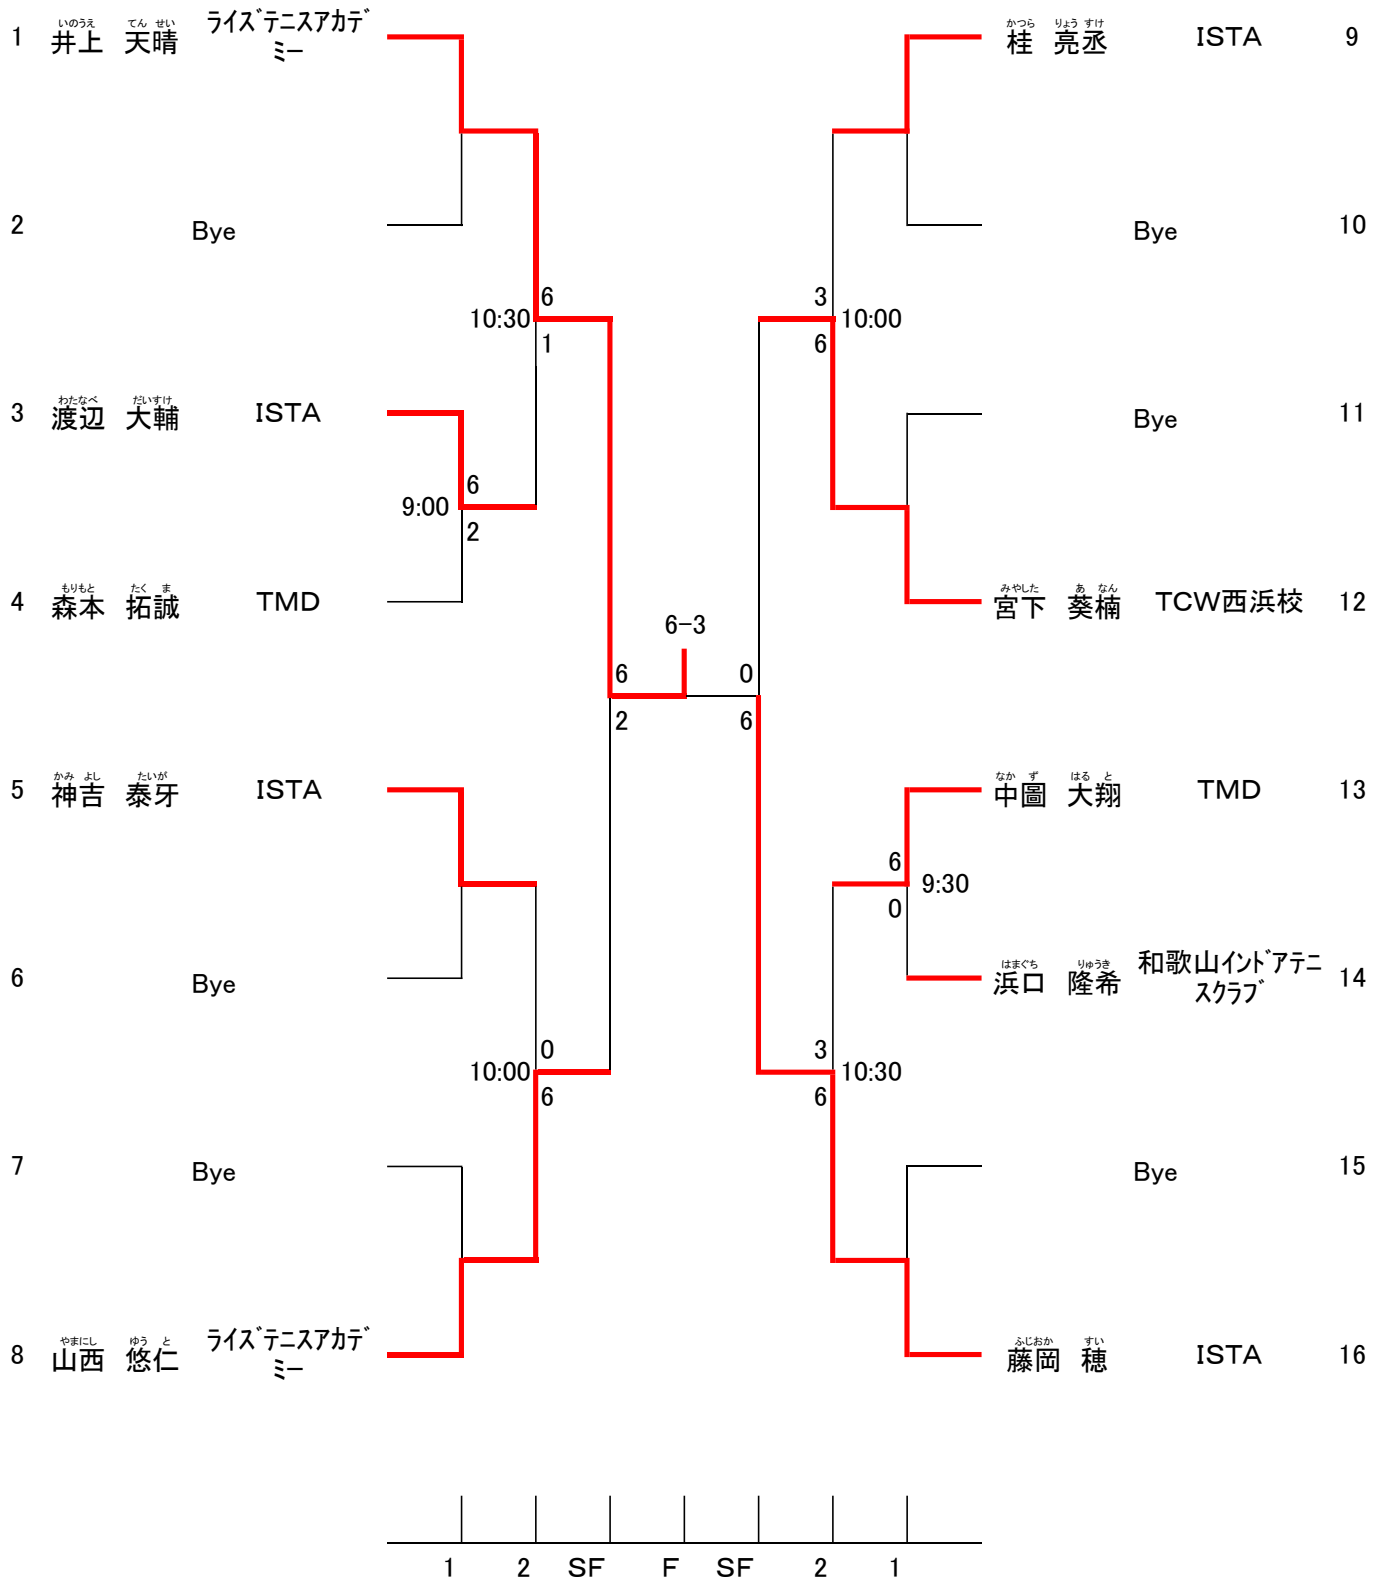 1 井上 天晴 ライズテニスアカデ
いのうえ てん せい
ミー
2 Bye
10:30 6
1
3 渡辺 大輔 ISTA
わたなべ だいすけ
9:00 6
2
4 森本 拓誠 TMD
もりもと たく ま
6
2
5 神吉 泰牙 ISTA
かみ よし たいが
6 Bye
10:00 0
6
7 Bye
8 山西 悠仁 ライズテニスアカデ
やまにし ゆう と
ミー
6-3
かつら りょう すけ
桂 亮丞 ISTA 9
Bye 10
3
6 10:00
Bye 11
みやした あ なん
宮下 葵楠 TCW西浜校 12
0
6
なか ず はる と
中圖 大翔 TMD 13
6
0 9:30
はまぐち りゅうき
浜口 隆希 和歌山インドアテニ 14
スクラブ
3
6 10:30
Bye 15
ふじおか すい
藤岡 穂 ISTA 16
1 2 SF F SF 2 1